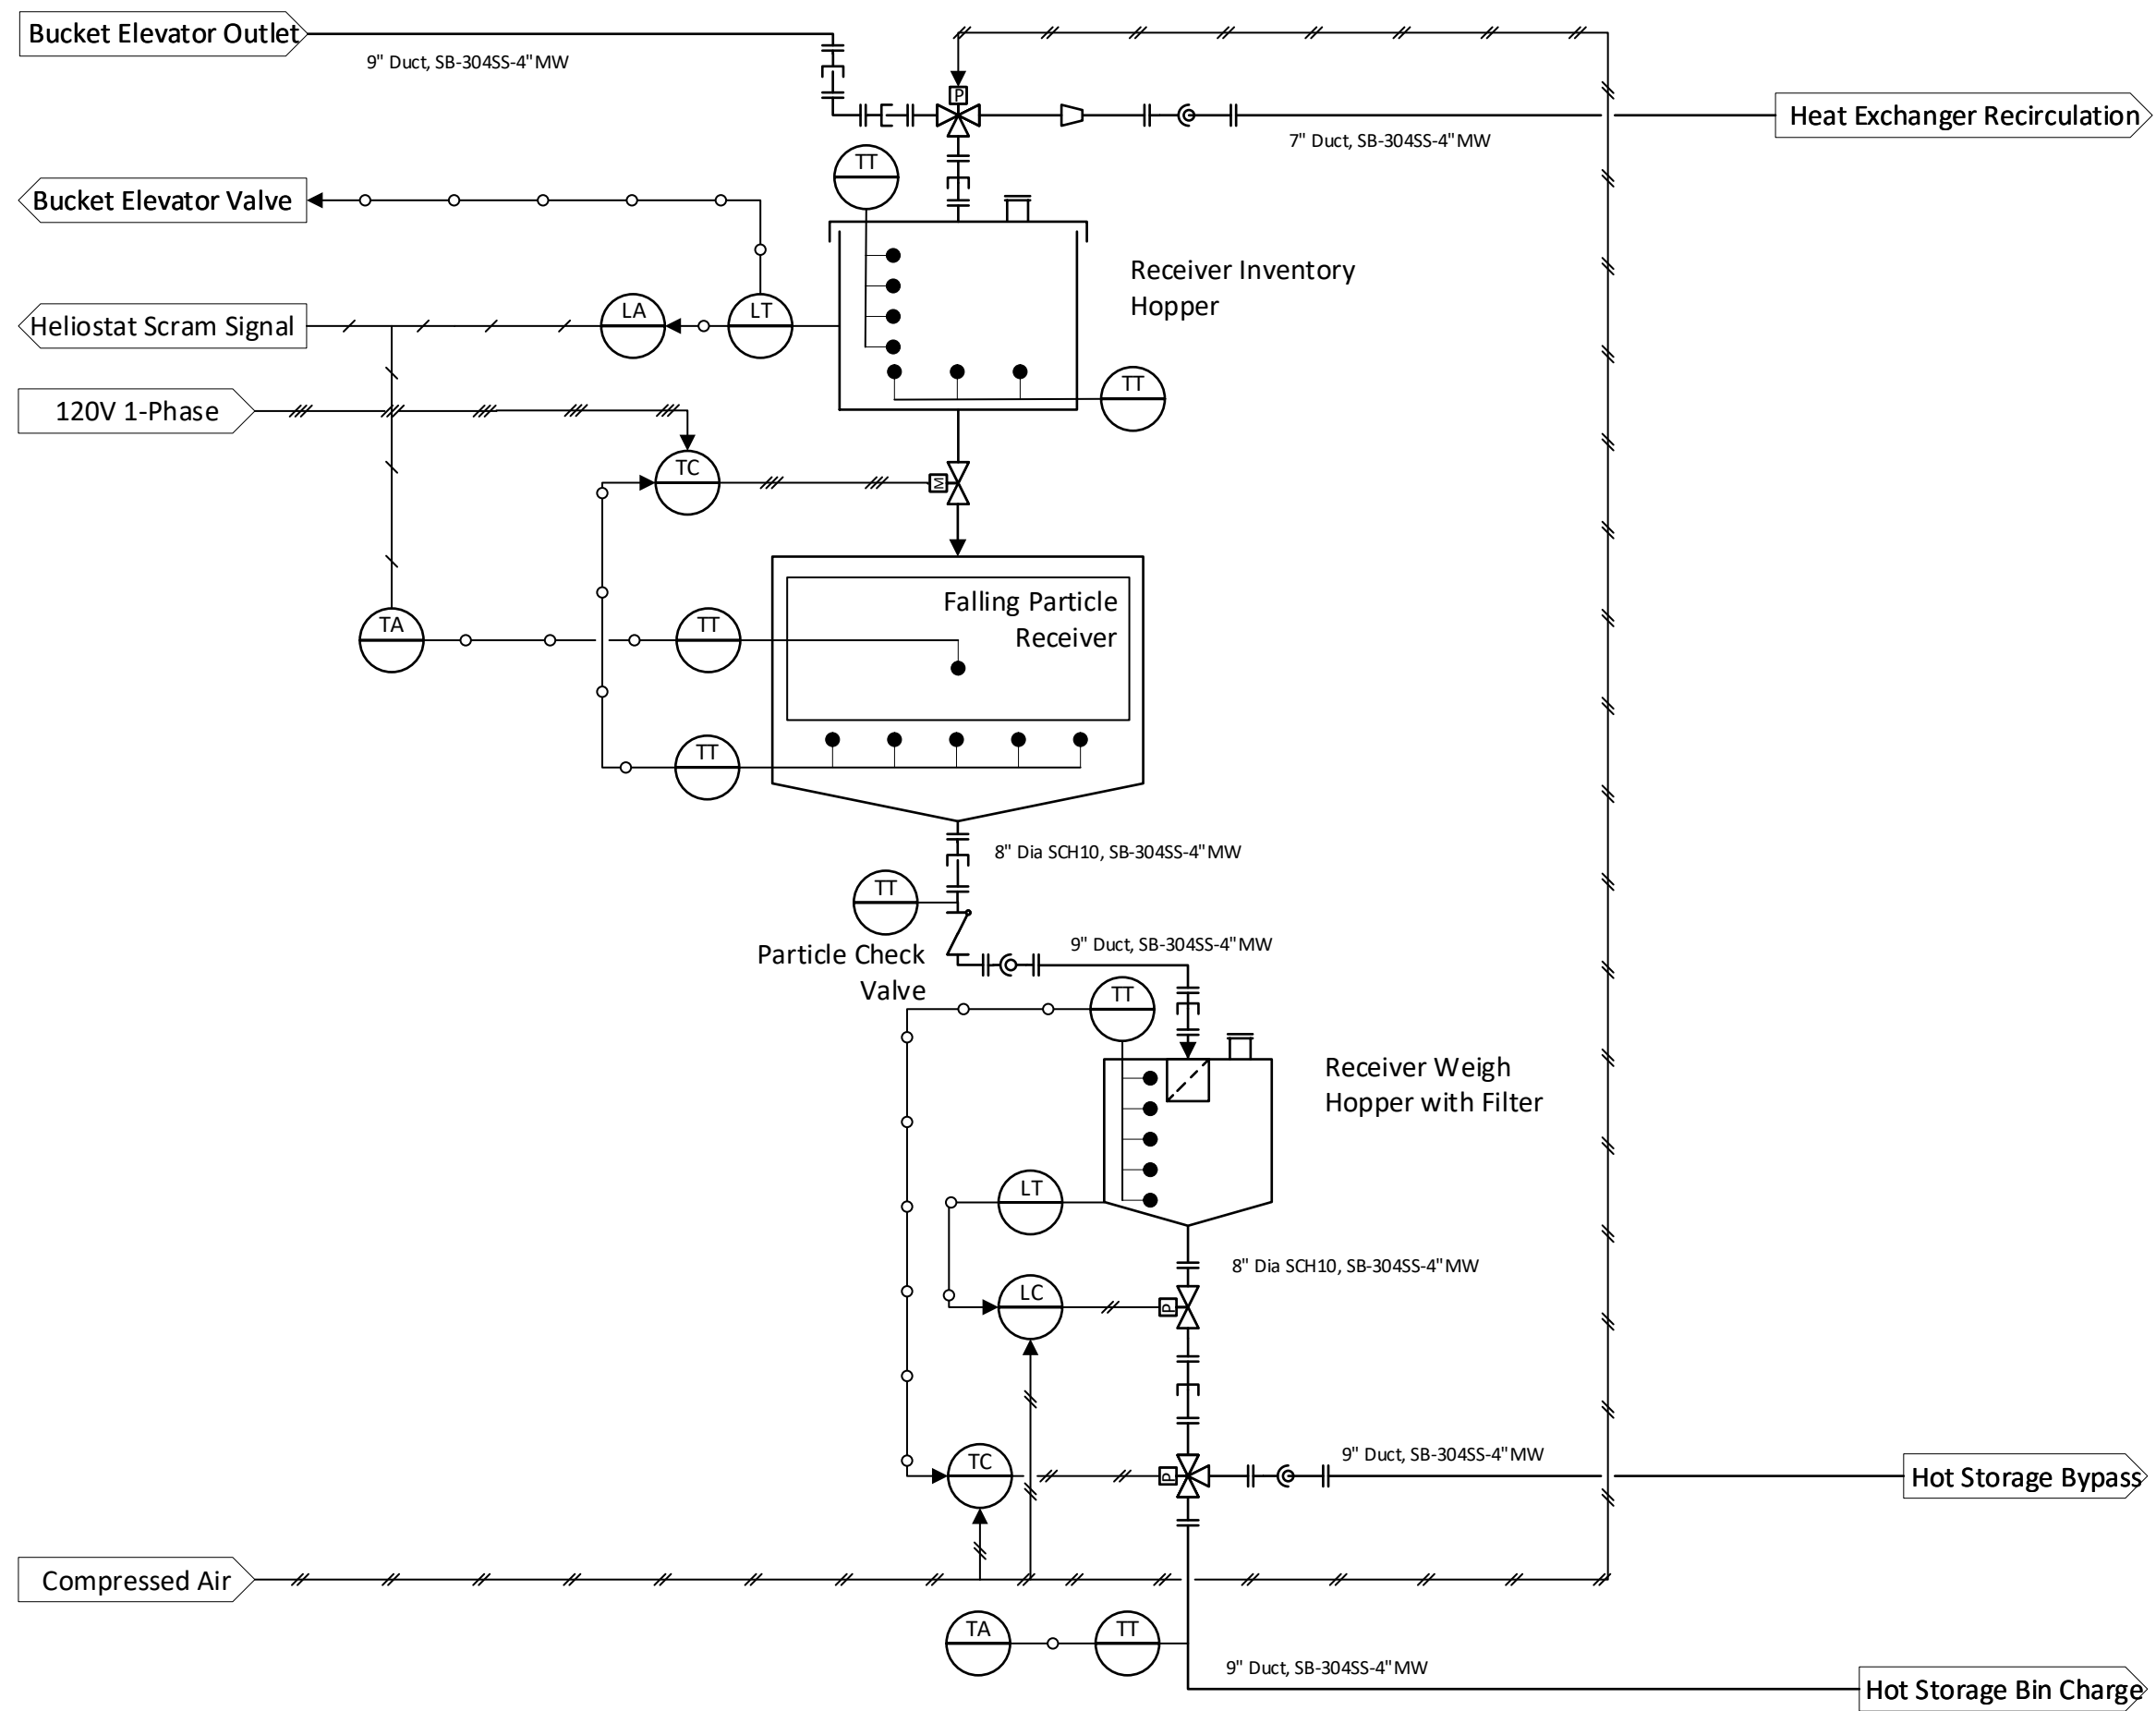 Bucket Elevator Outlet
9" Duct, SB-304SS-4"MW
P
Heat Exchanger Recirculation
7" Duct, SB-304SS-4"MW
TT
Bucket Elevator Valve
Receiver Inventory
Hopper
Heliostat Scram Signal
LA
LT
TT
120V 1-Phase
TC
M
Falling Particle
Receiver
TA
TT
TT
8" Dia SCH10, SB-304SS-4"MW
TT
Particle Check
Valve
9" Duct, SB-304SS-4"MW
TT
Receiver Weigh
Hopper with Filter
LT
8" Dia SCH10, SB-304SS-4"MW
LC
P
TC
P
9" Duct, SB-304SS-4"MW
Hot Storage Bypass
Compressed Air
TA
TT
9" Duct, SB-304SS-4"MW
Hot Storage Bin Charge